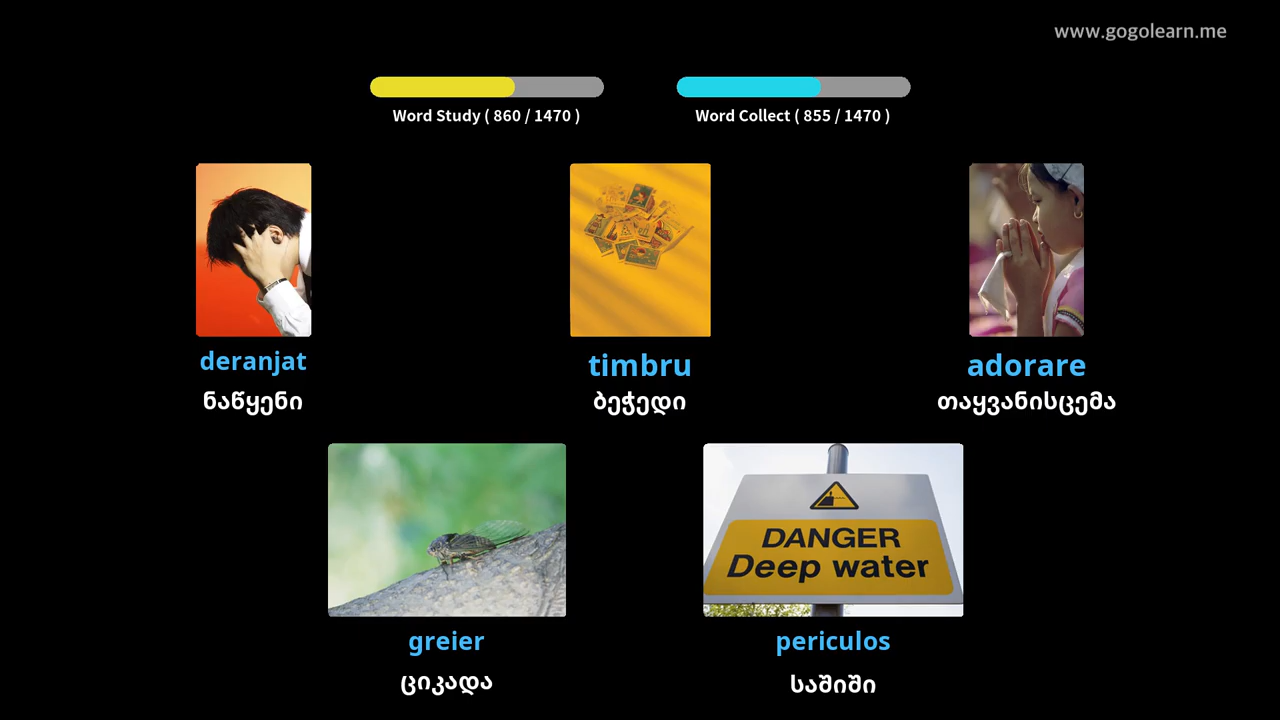 www.gogolearn.me
Word Study ( 860 / 1470 )
Word Collect ( 855 / 1470 )
deranjat
ნაწყენი
timbru
ბეჭედი
adorare
თაყვანისცემა
DANGER
Deep water
greier
ციკადა
periculos
საშიში